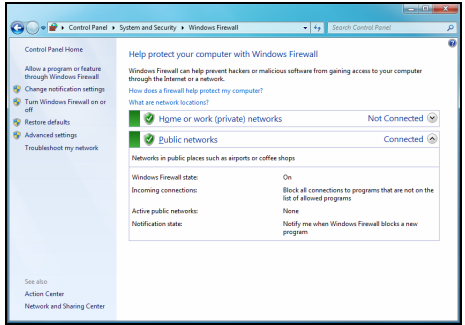 Control Panel ▸ System and Security ▸ Windows Firewall
Search Control Panel
Control Panel Home
Allow a program or feature
through Windows Firewall
Change notification settings
Turn Windows Firewall on or
off
Restore defaults
Advanced settings
Troubleshoot my network
See also
Action Center
Network and Sharing Center
Help protect your computer with Windows Firewall
Windows Firewall can help prevent hackers or malicious software from gaining access to your computer
through the Internet or a network.
How does a firewall help protect my computer?
What are network locations?
Home or work (private) networks Not Connected
Public networks Connected
Networks in public places such as airports or coffee shops
Windows Firewall state: On
Incoming connections: Block all connections to programs that are not on the
list of allowed programs
Active public networks: None
Notification state: Notify me when Windows Firewall blocks a new
program